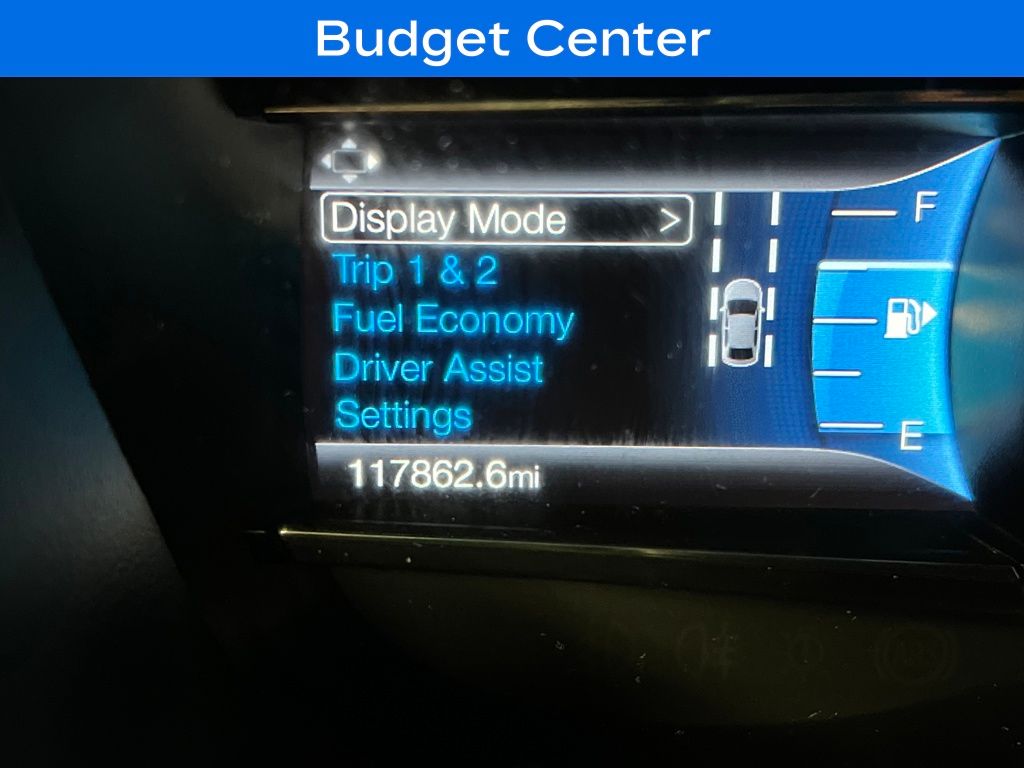 Budget Center
Display Mode >
F
Trip 1 & 2
Fuel Economy
Driver Assist
Settings
E
117862.6mi